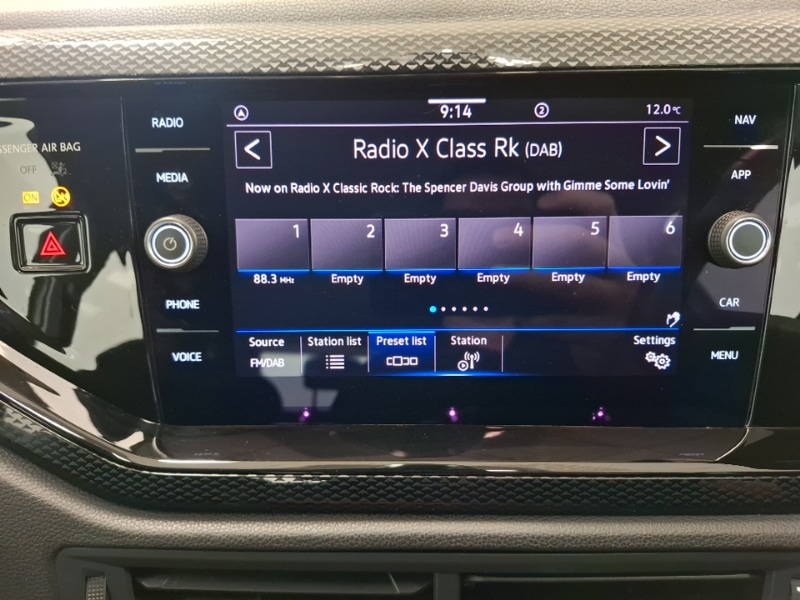 9:14
2
12.0 °C
RADIO
NAV
SSENGER AIR BAG
Radio X Class Rk (DAB)
OFF
MEDIA
APP
Now on Radio X Classic Rock: The Spencer Davis Group with Gimme Some Lovin'
ON
1 2 3 4 5 6
88.3 MHz Empty Empty Empty Empty Empty
PHONE
CAR
Source Station list Preset list Station Settings
FM/DAB
VOICE
MENU